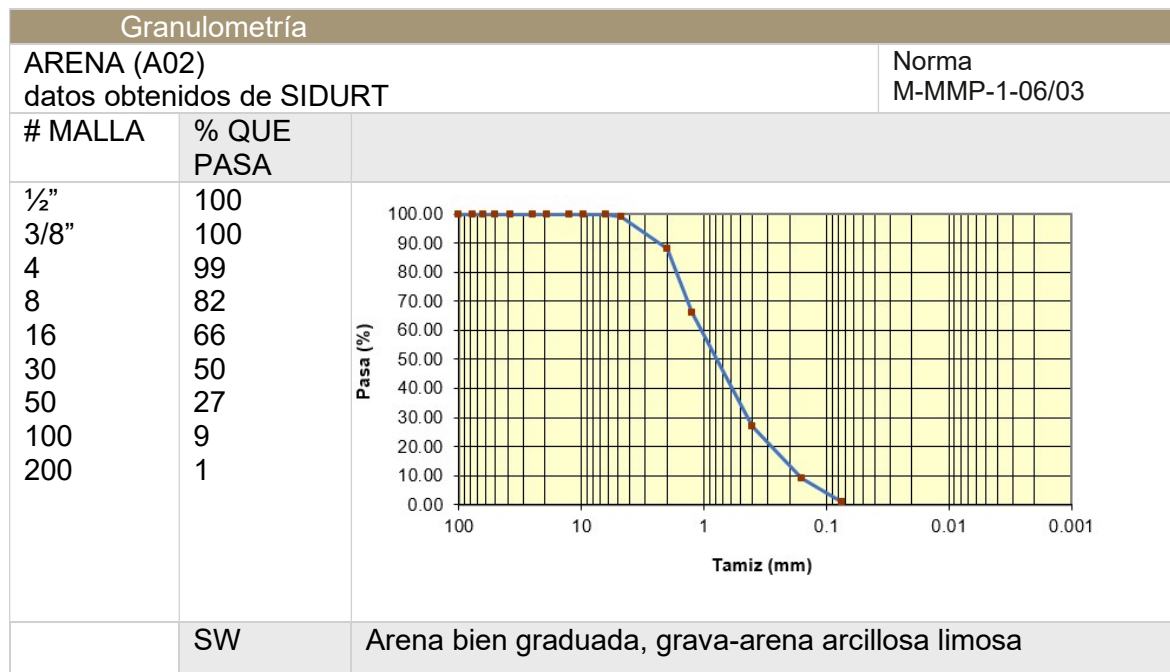 Granulometría
ARENA (A02)
datos obtenidos de SIDURT
Norma
M-MMP-1-06/03
# MALLA
% QUE
PASA
½” 100
3/8” 100
4 99
8 82
16 66
30 50
50 27
100 9
200 1
100.00
90.00
80.00
70.00
60.00
50.00
40.00
30.00
20.00
10.00
0.00
Pasa (%)
100 10 1 0.1 0.01 0.001
Tamiz (mm)
SW Arena bien graduada, grava-arena arcillosa limosa